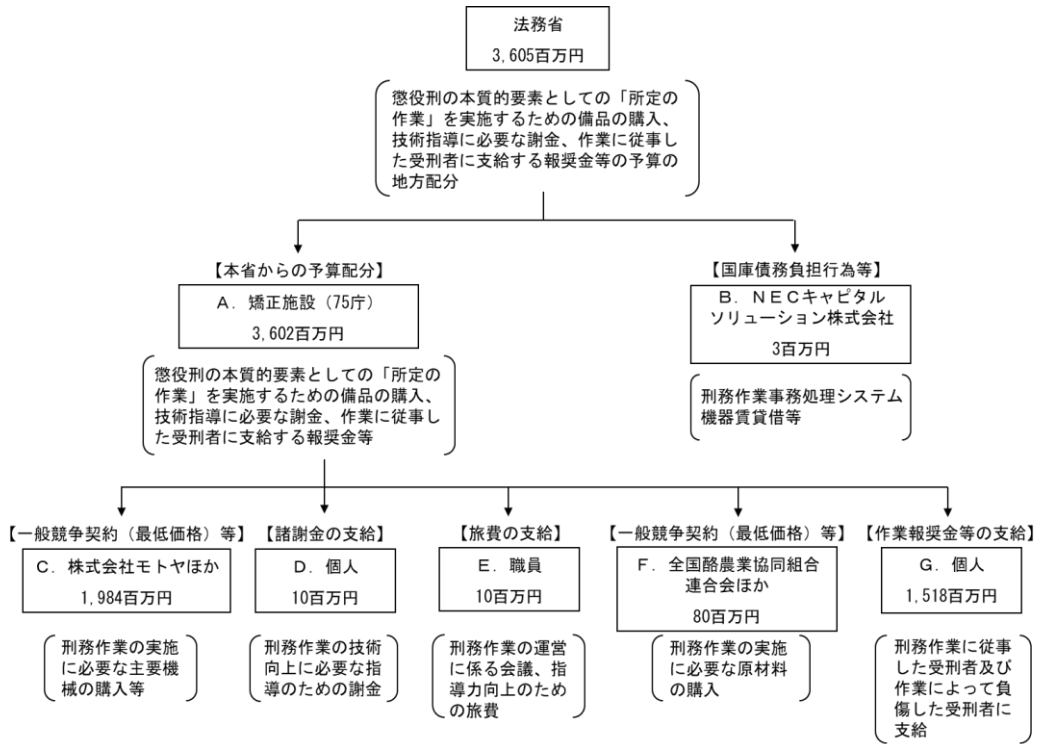 法務省
3,605百万円
懲役刑の本質的要素としての「所定の
作業」を実施するための備品の購入、
技術指導に必要な謝金、作業に従事し
た受刑者に支給する報奨金等の予算の
地方配分
【本省からの予算配分】
A．矯正施設（75庁）
3,602百万円
懲役刑の本質的要素としての「所定の
作業」を実施するための備品の購入、
技術指導に必要な謝金、作業に従事し
た受刑者に支給する報奨金等
【国庫債務負担行為等】
B．NECキャピタル
ソリューション株式会社
3百万円
刑務作業事務処理システム
機器賃貸借等
【一般競争契約（最低価格）等】
C．株式会社モトヤほか
1,984百万円
刑務作業の実施
に必要な主要機
械の購入等
【諸謝金の支給】
D．個人
10百万円
刑務作業の技術
向上に必要な指
導のための謝金
【旅費の支給】
E．職員
10百万円
刑務作業の運営
に係る会議、指
導力向上のため
の旅費
【一般競争契約（最低価格）等】
F．全国酪農業協同組合
連合会ほか
80百万円
刑務作業の実施
に必要な原材料
の購入
【作業報奨金等の支給】
G．個人
1,518百万円
刑務作業に従事
した受刑者及び
作業によって負
傷した受刑者に
支給